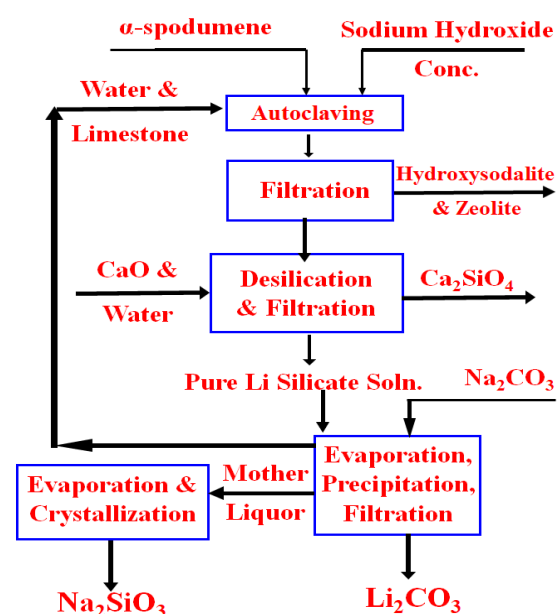 α-spodumene
Sodium Hydroxide
Conc.
Water &
Limestone
Autoclaving
Filtration
Hydroxysodalite
& Zeolite
CaO &
Water
Desilication
& Filtration
Ca₂SiO₄
Pure Li Silicate Soln.
Na₂CO₃
Evaporation,
Precipitation,
Filtration
Mother
Liquor
Evaporation &
Crystallization
Na₂SiO₃
Li₂CO₃